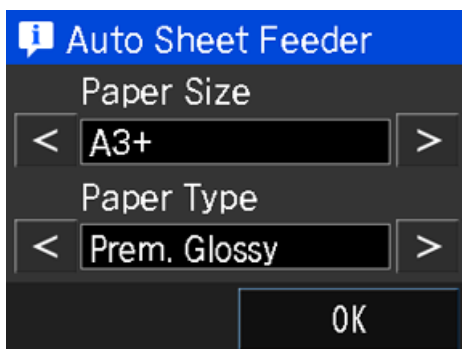 Auto Sheet Feeder
Paper Size
< A3+ >
Paper Type
< Prem. Glossy >
OK